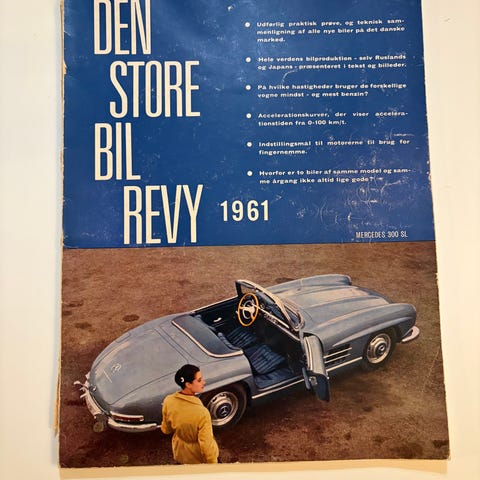 DEN
STORE
BIL
REVY
1961
Udførlig praktisk prøve, og teknisk sam-
menligning af alle nye biler på det danske
marked.
Hele verdens bilproduktion - selv Ruslands
og Japans - præsenteret i tekst og billeder.
På hvilke hastigheder bruger de forskellige
vogne mindst - og mest benzin?
Accelerationskurver, der viser accelera-
tionstiden fra 0-100 km/t.
Indstillingsmål til motorerne til brug for
fingernemme.
Hvorfor er to biler af samme model og sam-
me årgang ikke altid lige gode?
MERCEDES 300 SL